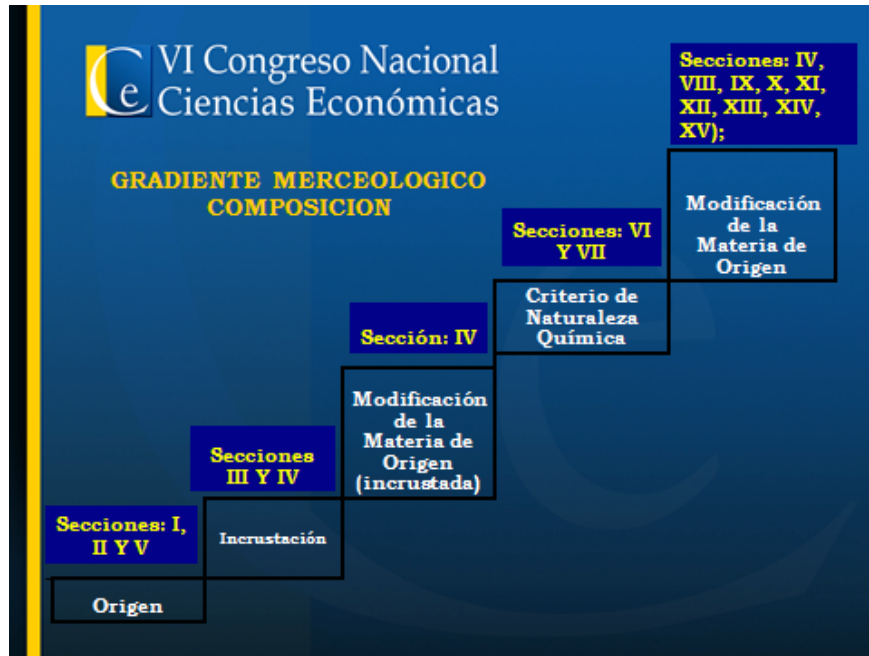 VI Congreso Nacional
Ciencias Económicas
Ce
GRADIENTE MERCEOLOGICO
COMPOSICION
Secciones: IV,
VIII, IX, X, XI,
XII, XIII, XIV,
XV);
Modificación
de la
Materia de
Origen
Secciones: VI
Y VII
Criterio de
Naturaleza
Química
Sección: IV
Modificación
de la
Materia de
Origen
(incrustada)
Secciones
III Y IV
Incrustación
Secciones: I,
II Y V
Origen